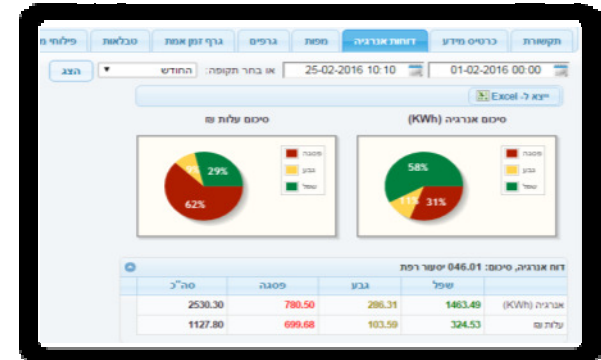 תקשורת כרטיס מידע דוחות אנרגיה מפות גרפים גרף זמן אמת טבלאות פילוחי
01-02-2016 00:00 25-02-2016 10:10 או בחר תקופה: החודש הצג
ייצא ל- Excel
סיכום אנרגיה (KWh) סיכום עלות ₪
58% 11% 31%
פסגה
גבע
שפל
29% 9% 62%
פסגה
גבע
שפל
דוח אנרגיה, סיכום: 046.01 יסעור רפת
שפל גבע פסגה סה"כ
אנרגיה (KWh) 1463.49 286.31 780.50 2530.30
עלות ₪ 324.53 103.59 699.68 1127.80